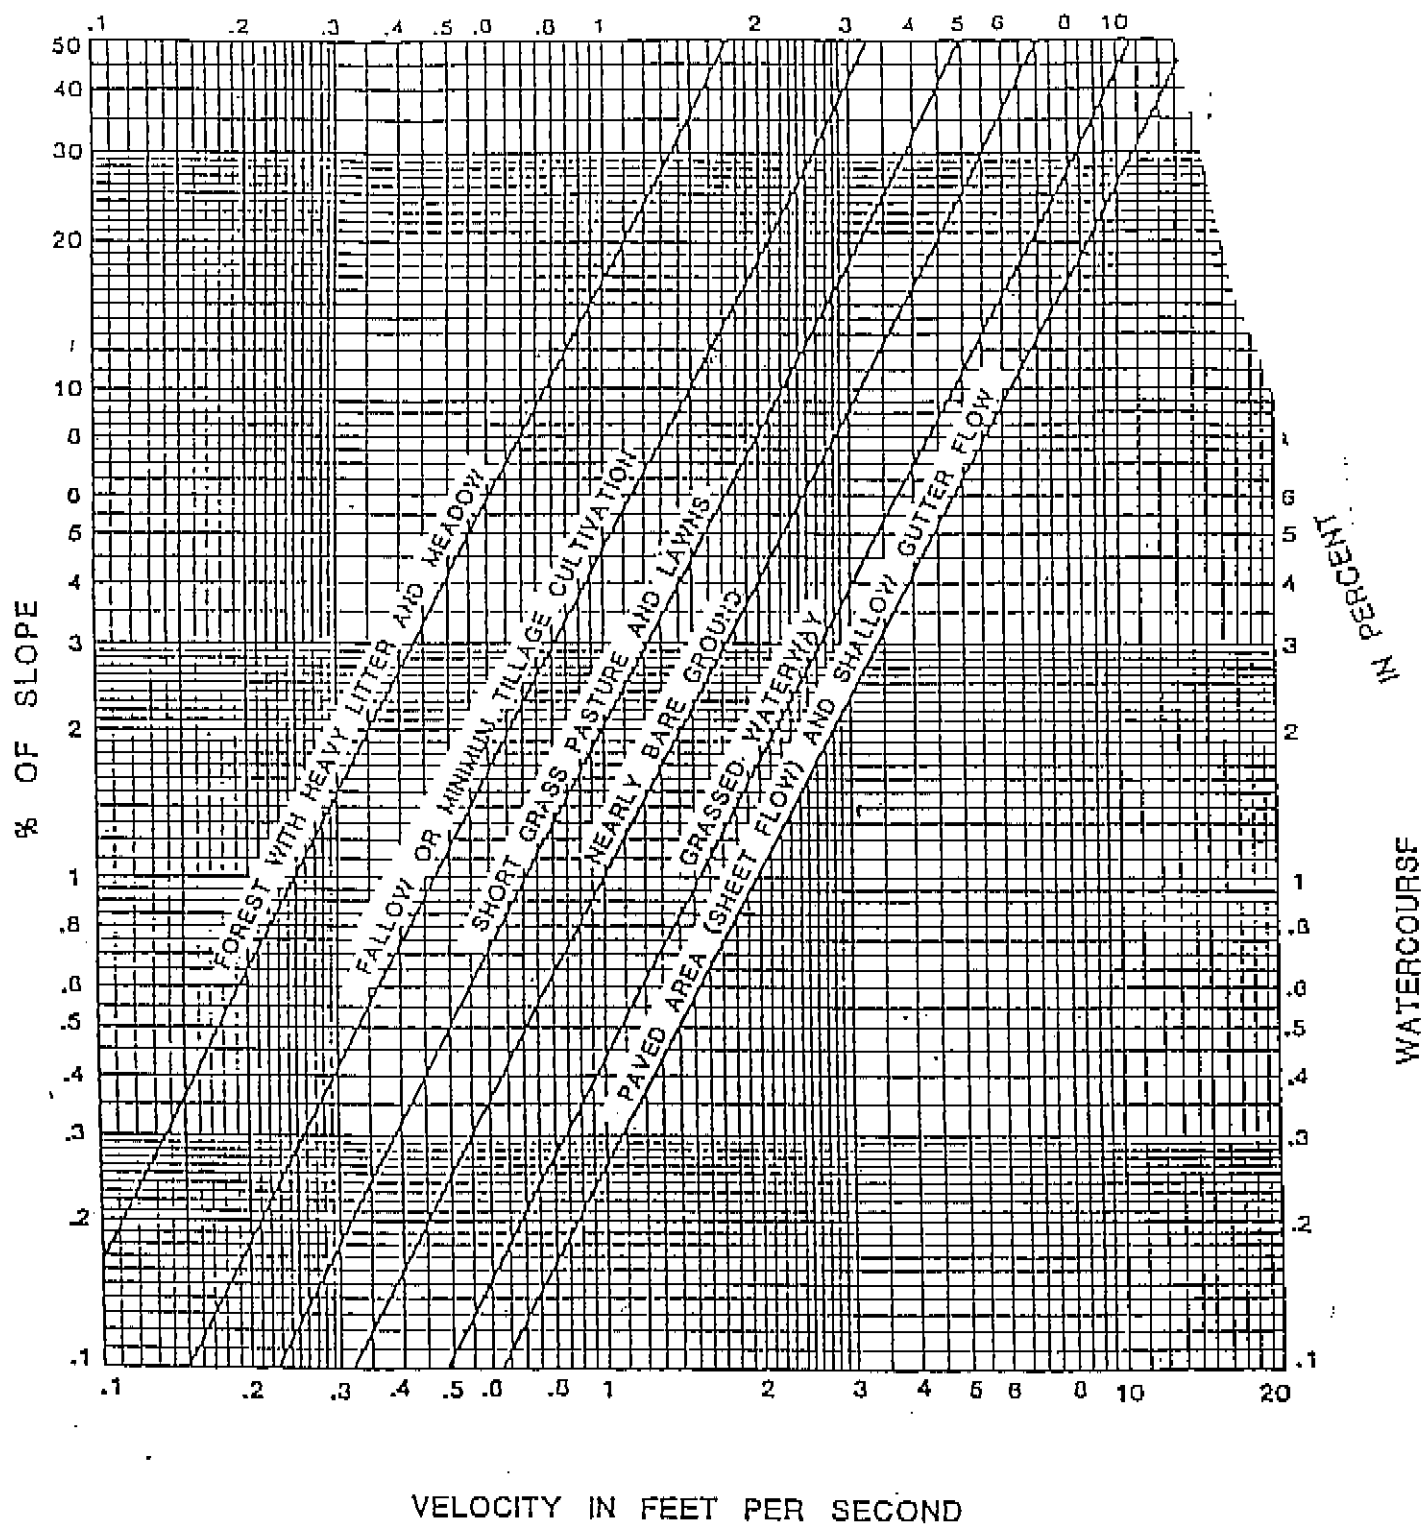 .1 .2 .3 .4 .5 .6 .8 1 2 3 4 5 6 8 10
50
40
30
20
10
8
6
5
4
3
2
1
.8
.6
.5
.4
.3
.2
.1
% OF SLOPE
FOREST WITH HEAVY LITTER AND MEADOW
FALLOW OR MINIMUM TILLAGE CULTIVATION
SHORT GRASS PASTURE AND LAWNS
NEARLY BARE GROUND
GRASSED WATERWAY
PAVED AREA (SHEET FLOW) AND SHALLOW GUTTER FLOW
6
5
4
3
2
1
.8
.6
.5
.4
.3
.2
.1
IN PERCENT
WATERCOURSE
.1 .2 .3 .4 .5 .6 .8 1 2 3 4 5 6 8 10 20
VELOCITY IN FEET PER SECOND